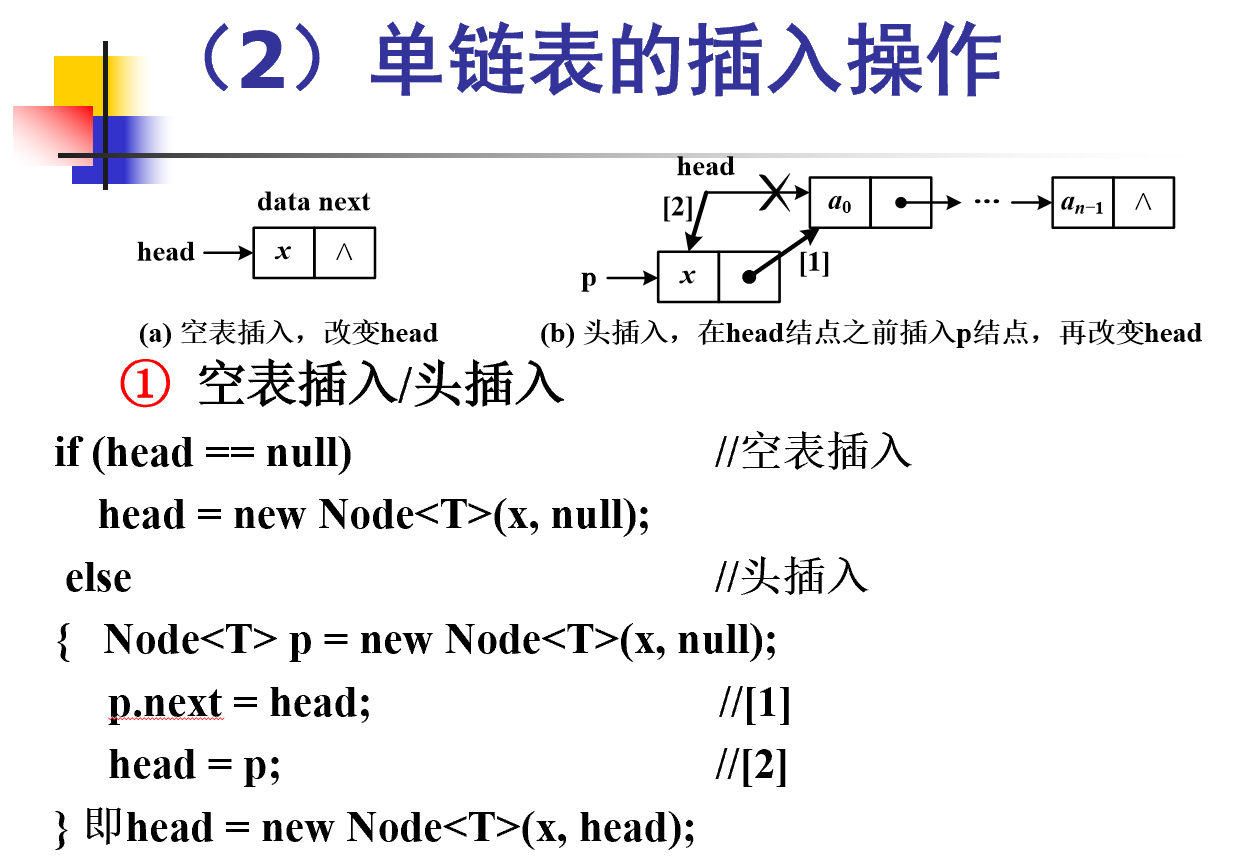 （2）单链表的插入操作
data next
head x ∧
head
[2] a0 ··· an−1 ∧
p x [1]
(a) 空表插入，改变head
(b) 头插入，在head结点之前插入p结点，再改变head
① 空表插入/头插入
if (head == null) //空表插入
head = new Node<T>(x, null);
else //头插入
{ Node<T> p = new Node<T>(x, null);
p.next = head; //[1]
head = p; //[2]
} 即head = new Node<T>(x, head);